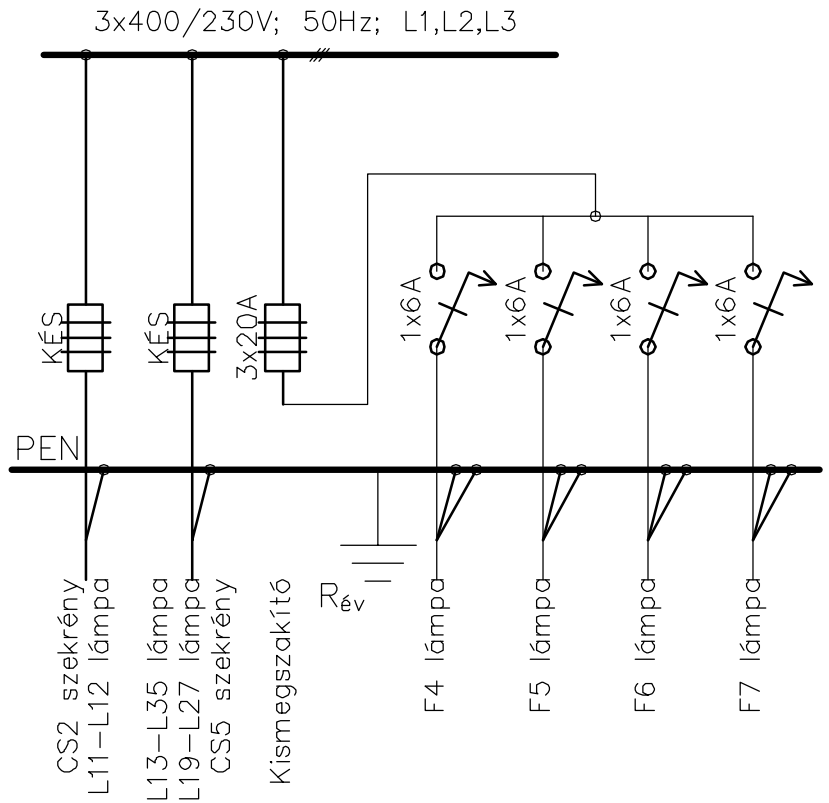 3x400/230V; 50Hz; L1,L2,L3
KÉS
KÉS
3x20A
1x6A
1x6A
1x6A
1x6A
PEN
Rév
CS2 szekrény
L11-L12 lámpa
L13-L35 lámpa
L19-L27 lámpa
CS5 szekrény
Kismegszakító
F4 lámpa
F5 lámpa
F6 lámpa
F7 lámpa